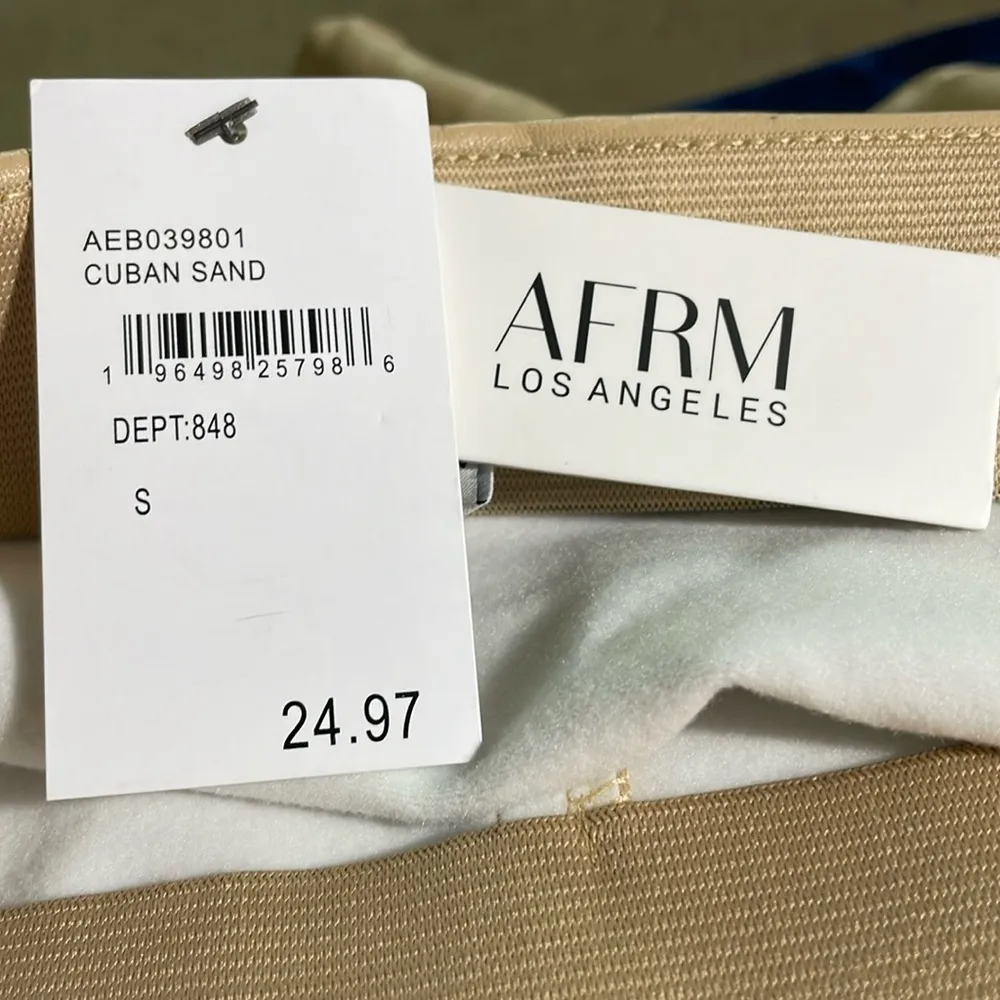 AEB039801
CUBAN SAND
1 96498 25798 6
DEPT:848
S
24.97
AFRM
LOS ANGELES